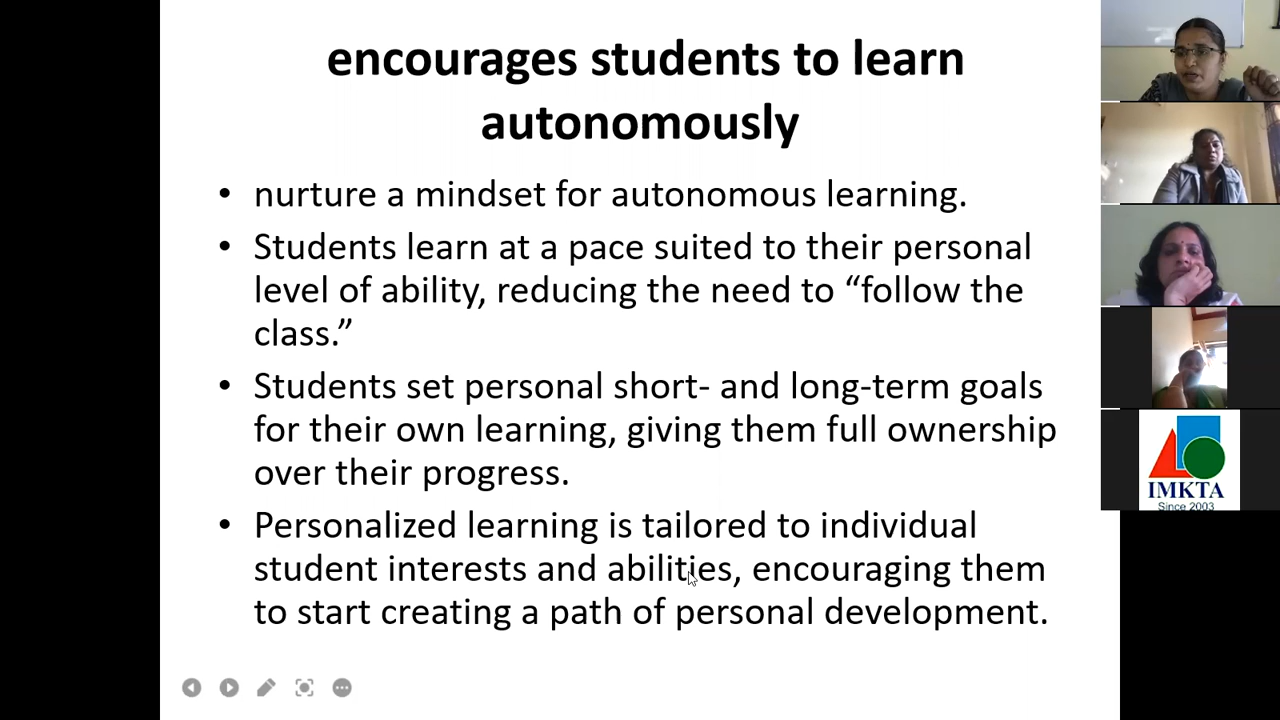 encourages students to learn
autonomously
• nurture a mindset for autonomous learning.
• Students learn at a pace suited to their personal
level of ability, reducing the need to “follow the
class.”
• Students set personal short- and long-term goals
for their own learning, giving them full ownership
over their progress.
• Personalized learning is tailored to individual
student interests and abilities, encouraging them
to start creating a path of personal development.
IMKTA
Since 2003